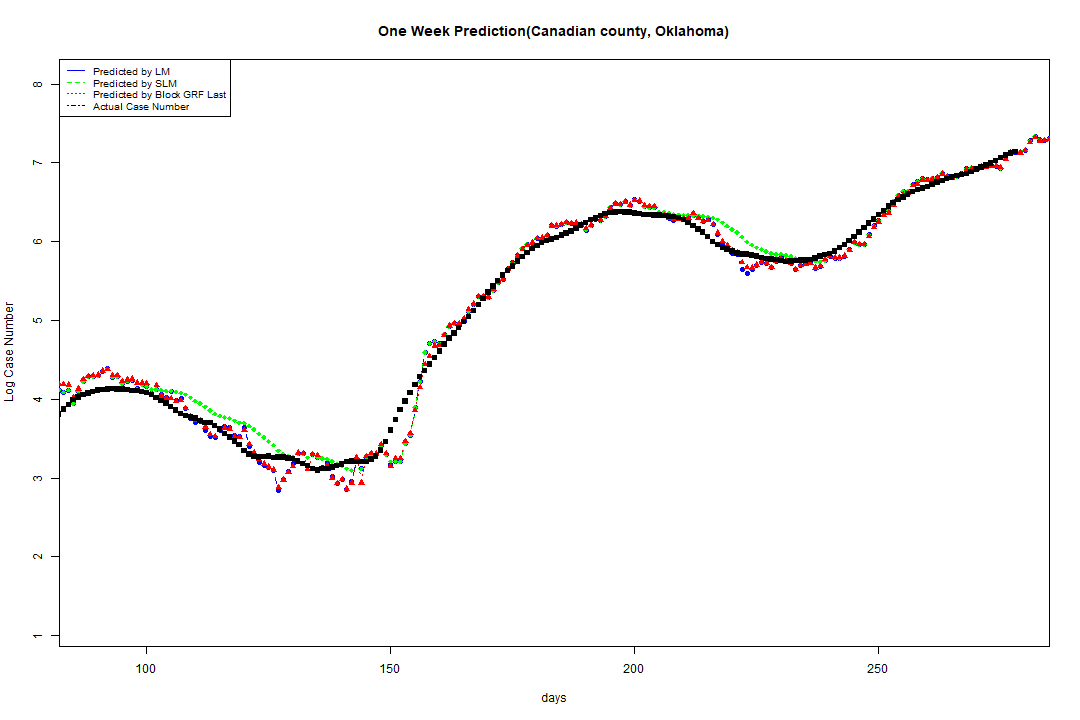 One Week Prediction(Canadian county, Oklahoma)
Predicted by LM
Predicted by SLM
Predicted by Block GRF Last
Actual Case Number
8
7
6
5
4
3
2
1
Log Case Number
100 150 200 250
days